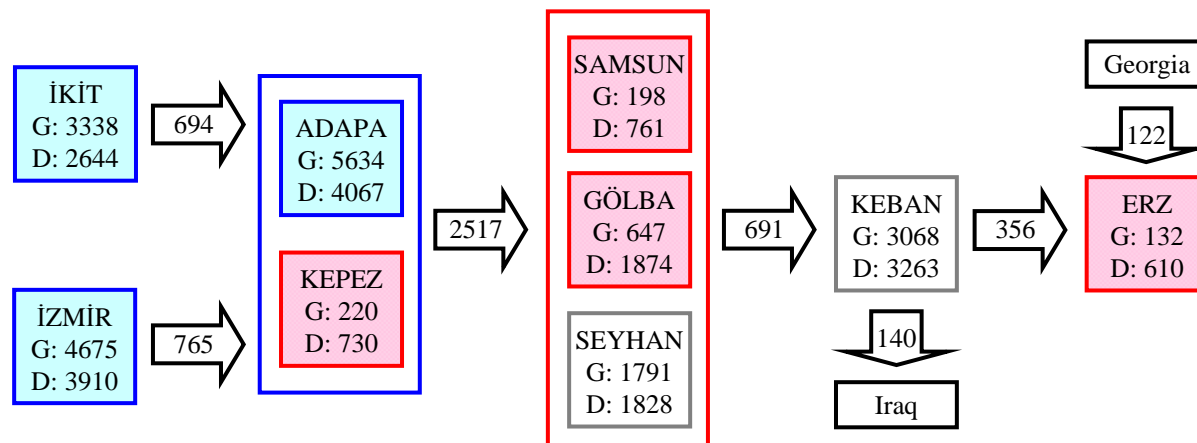 İKİT
G: 3338
D: 2644
694
İZMİR
G: 4675
D: 3910
765
ADAPA
G: 5634
D: 4067
KEPEZ
G: 220
D: 730
2517
SAMSUN
G: 198
D: 761
GÖLBA
G: 647
D: 1874
SEYHAN
G: 1791
D: 1828
691
KEBAN
G: 3068
D: 3263
140
Iraq
356
Georgia
122
ERZ
G: 132
D: 610